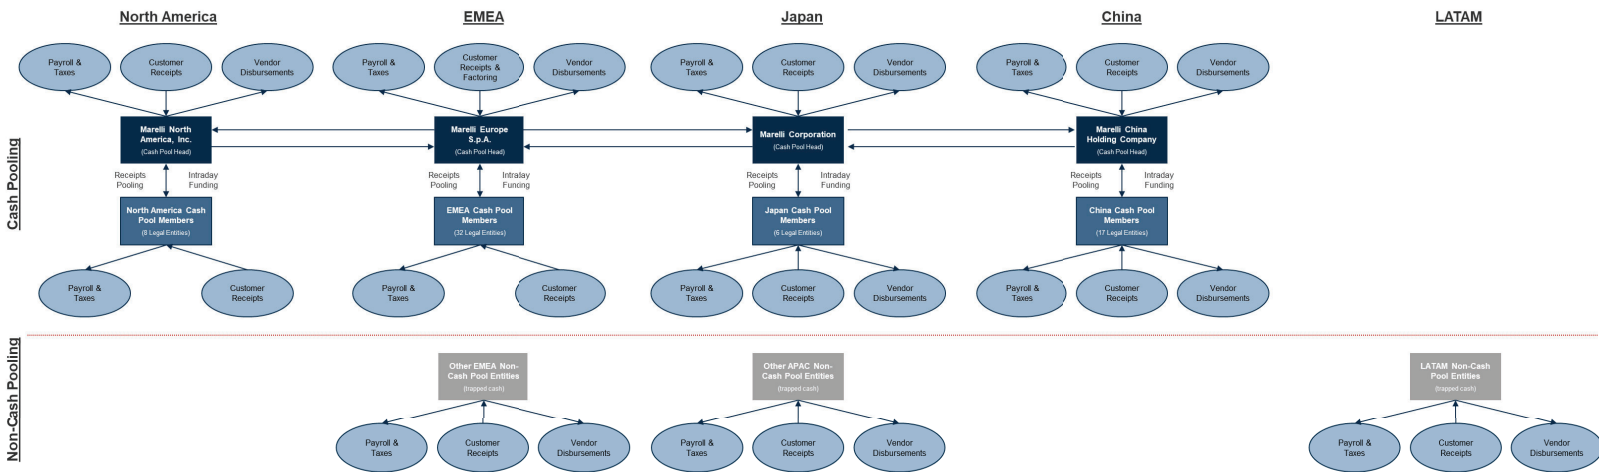 North America
EMEA
Japan
China
LATAM
Payroll &
Taxes
Customer
Receipts
Vendor
Disbursements
Payroll &
Taxes
Customer
Receipts &
Factoring
Vendor
Disbursements
Payroll &
Taxes
Customer
Receipts
Vendor
Disbursements
Payroll &
Taxes
Customer
Receipts
Vendor
Disbursements
Cash Pooling
Marelli North
America, Inc.
(Cash Pool Head)
Marelli Europe
S.p.A.
(Cash Pool Head)
Marelli Corporation
(Cash Pool Head)
Marelli China
Holding Company
(Cash Pool Head)
Receipts
Pooling
Intraday
Funding
Receipts
Pooling
Intraday
Funding
Receipts
Pooling
Intraday
Funding
Receipts
Pooling
Intraday
Funding
North America Cash
Pool Members
(8 Legal Entities)
EMEA Cash Pool
Members
(32 Legal Entities)
Japan Cash Pool
Members
(6 Legal Entities)
China Cash Pool
Members
(17 Legal Entities)
Payroll &
Taxes
Customer
Receipts
Payroll &
Taxes
Customer
Receipts
Payroll &
Taxes
Customer
Receipts
Vendor
Disbursements
Payroll &
Taxes
Customer
Receipts
Vendor
Disbursements
Non-Cash Pooling
Other EMEA Non-
Cash Pool Entities
(trapped cash)
Other APAC Non-
Cash Pool Entities
(trapped cash)
LATAM Non-Cash
Pool Entities
(trapped cash)
Payroll &
Taxes
Customer
Receipts
Vendor
Disbursements
Payroll &
Taxes
Customer
Receipts
Vendor
Disbursements
Payroll &
Taxes
Customer
Receipts
Vendor
Disbursements